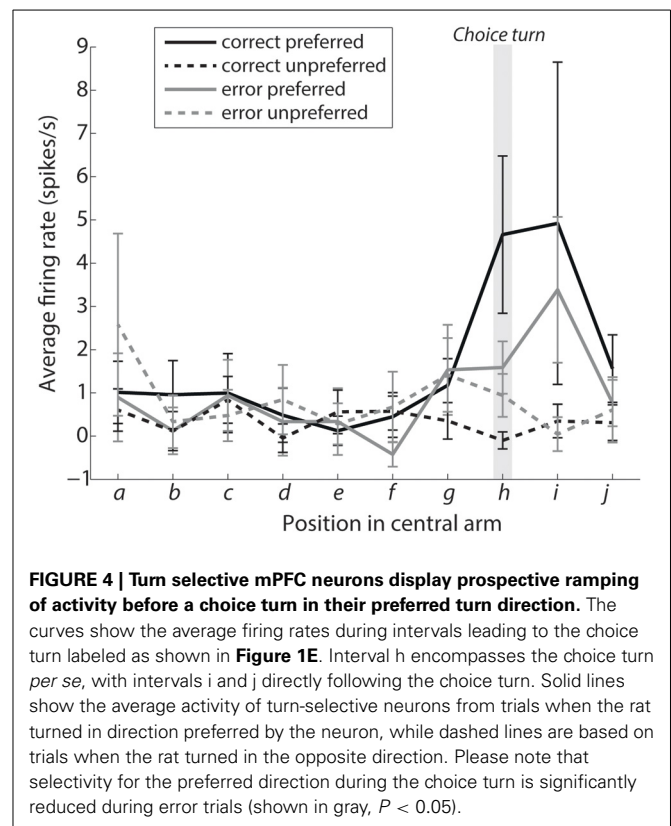 9
8
7
6
5
4
3
2
1
0
−1
Average firing rate (spikes/s)
correct preferred
correct unpreferred
error preferred
error unpreferred
Choice turn
a b c d e f g h i j
Position in central arm
FIGURE 4 | Turn selective mPFC neurons display prospective ramping
of activity before a choice turn in their preferred turn direction. The
curves show the average firing rates during intervals leading to the choice
turn labeled as shown in Figure 1E. Interval h encompasses the choice turn
per se, with intervals i and j directly following the choice turn. Solid lines
show the average activity of turn-selective neurons from trials when the rat
turned in direction preferred by the neuron, while dashed lines are based on
trials when the rat turned in the opposite direction. Please note that
selectivity for the preferred direction during the choice turn is significantly
reduced during error trials (shown in gray, P < 0.05).